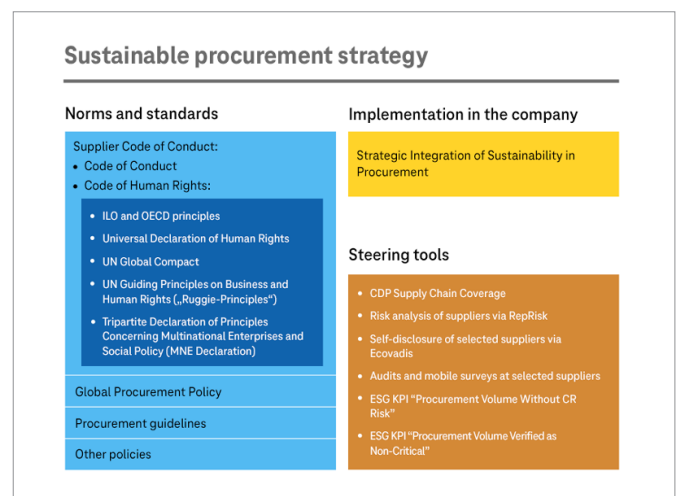 Sustainable procurement strategy
Norms and standards
Supplier Code of Conduct:
• Code of Conduct
• Code of Human Rights:
• ILO and OECD principles
• Universal Declaration of Human Rights
• UN Global Compact
• UN Guiding Principles on Business and
Human Rights („Ruggie-Principles“)
• Tripartite Declaration of Principles
Concerning Multinational Enterprises and
Social Policy (MNE Declaration)
Global Procurement Policy
Procurement guidelines
Other policies
Implementation in the company
Strategic Integration of Sustainability in
Procurement
Steering tools
• CDP Supply Chain Coverage
• Risk analysis of suppliers via RepRisk
• Self-disclosure of selected suppliers via
Ecovadis
• Audits and mobile surveys at selected suppliers
• ESG KPI “Procurement Volume Without CR
Risk”
• ESG KPI “Procurement Volume Verified as
Non-Critical”